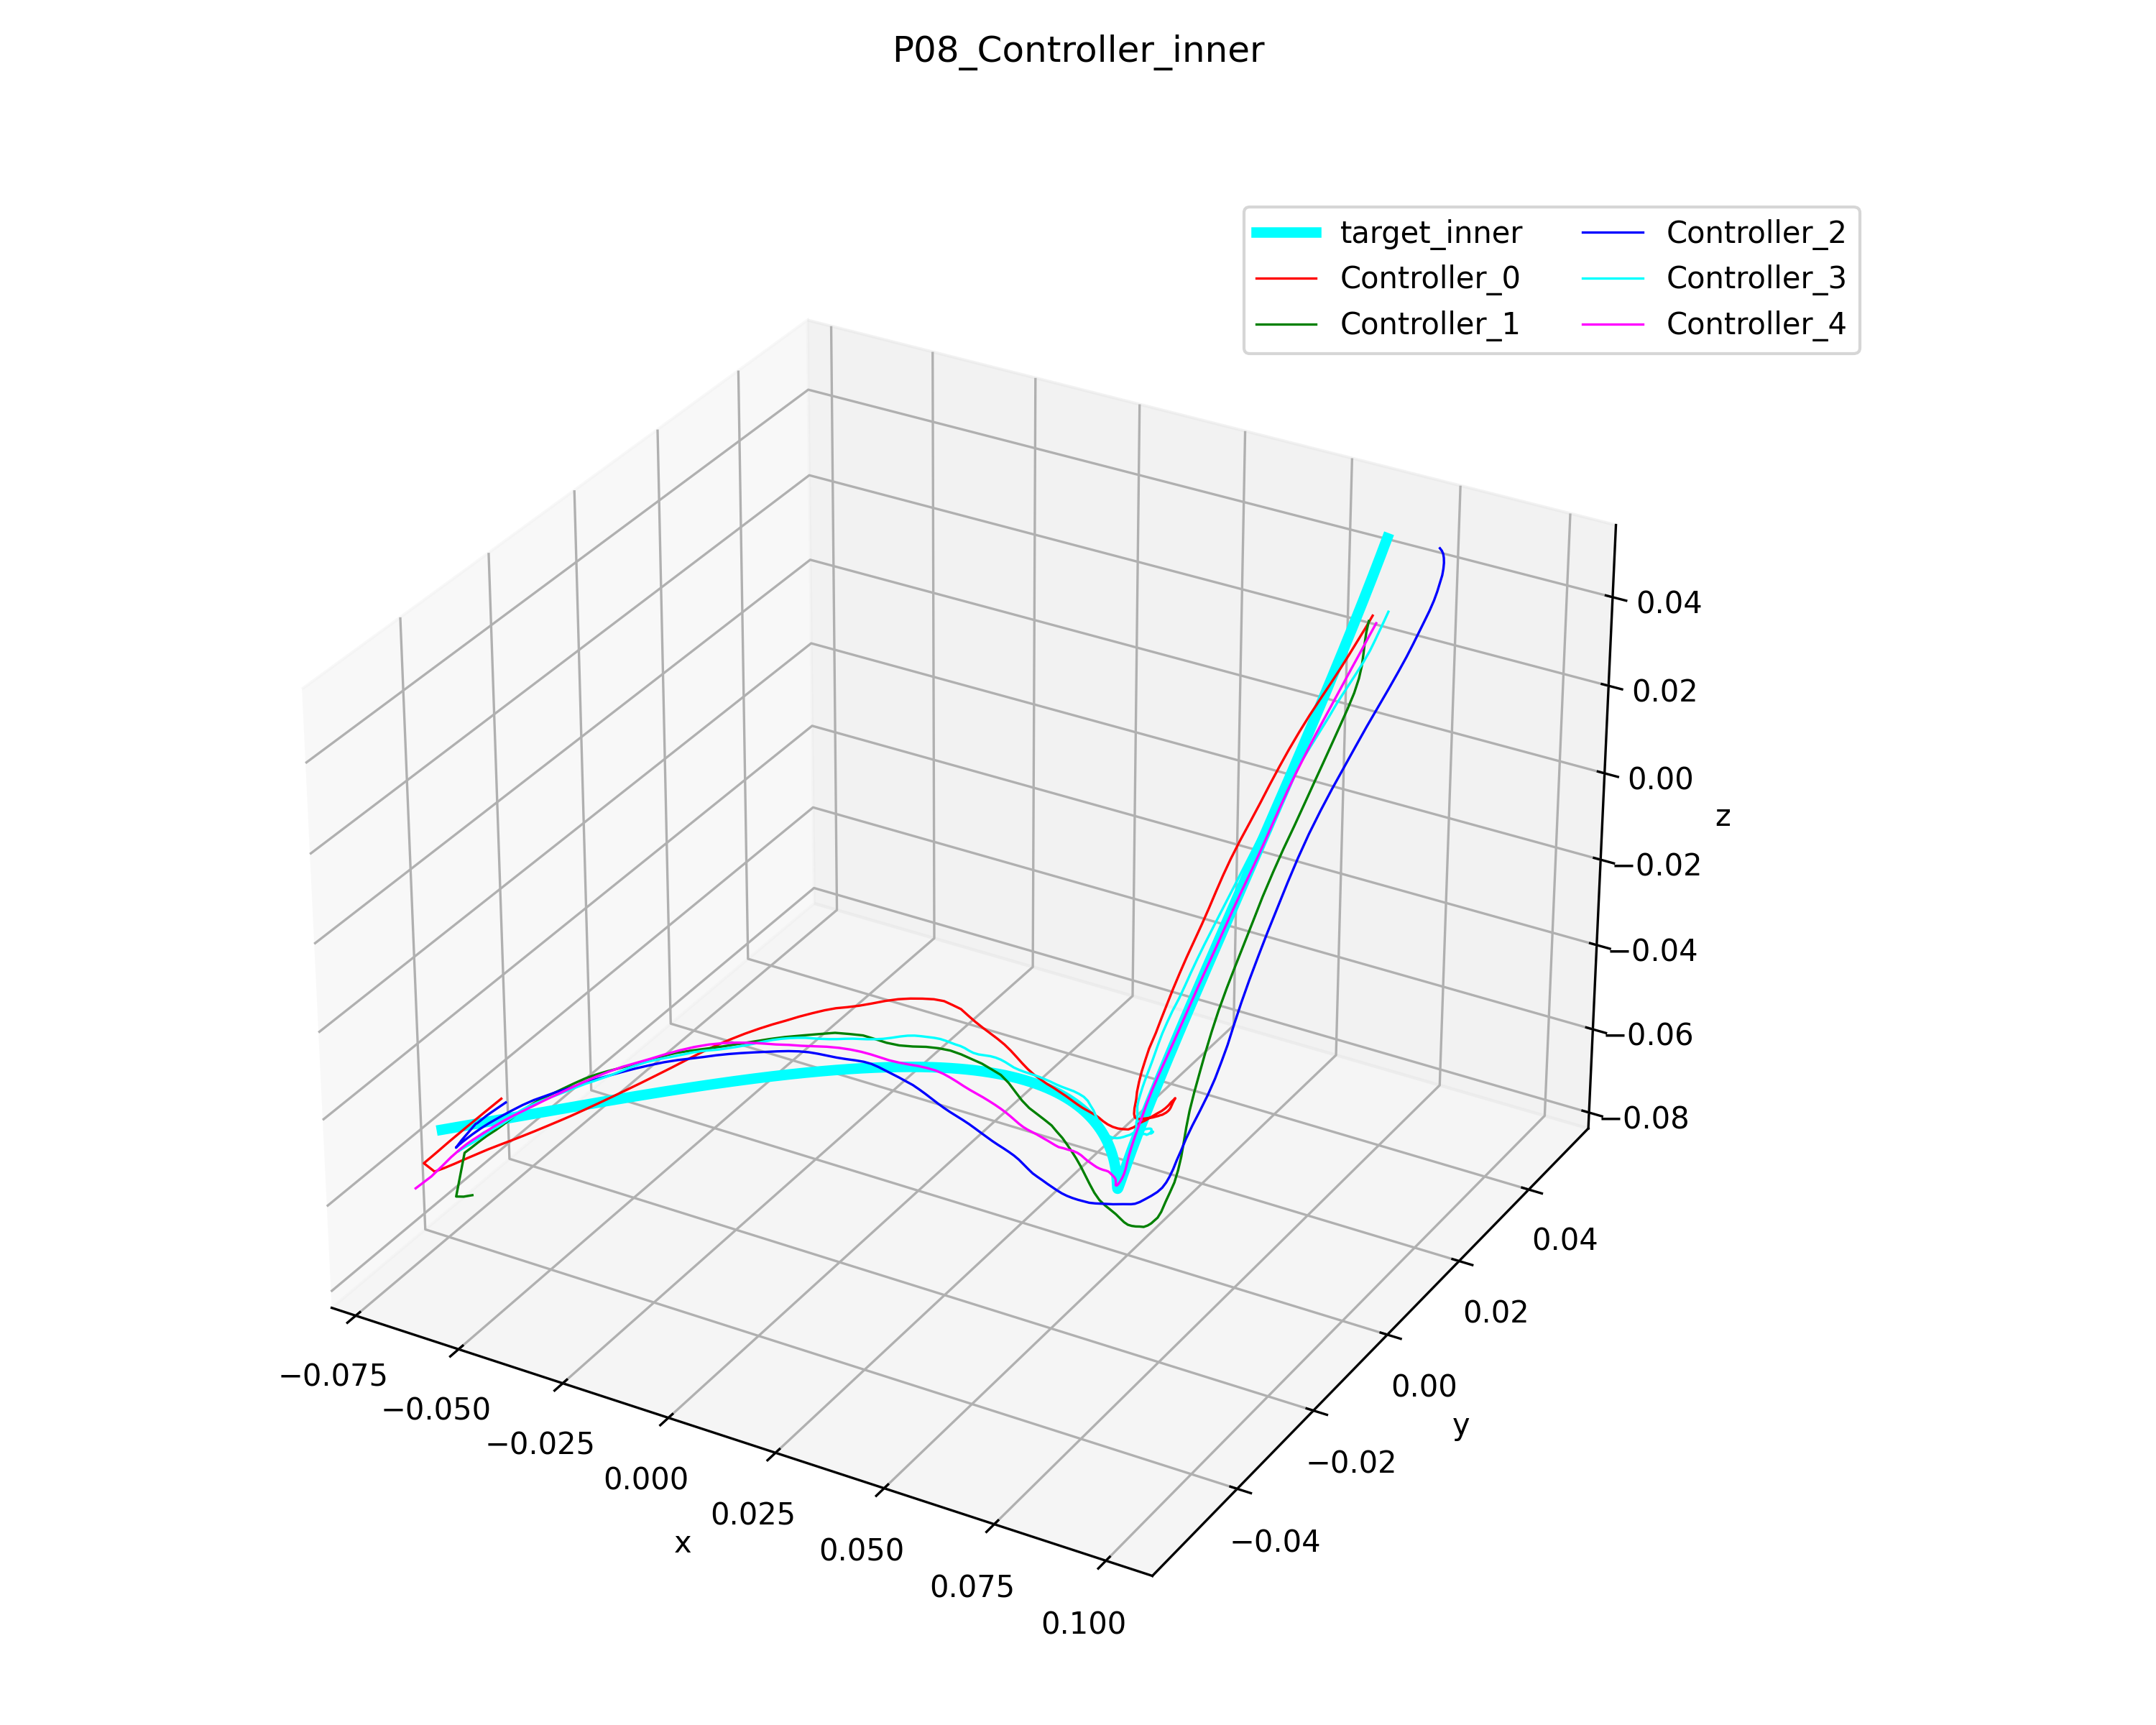 P08_Controller_inner
target_inner
Controller_0
Controller_1
Controller_2
Controller_3
Controller_4
0.04
0.02
0.00
−0.02
−0.04
−0.06
−0.08
z
0.04
0.02
0.00
−0.02
−0.04
y
−0.075
−0.050
−0.025
0.000
0.025
0.050
0.075
0.100
x